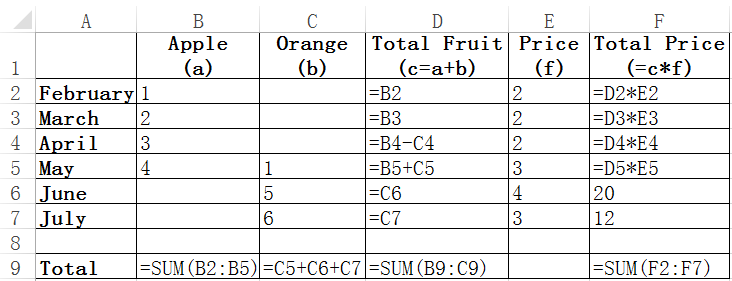 A B C D E F
Apple Orange Total Fruit Price Total Price
1 (a) (b) (c=a+b) (f) (=c*f)
2 February 1 =B2 2 =D2*E2
3 March 2 =B3 2 =D3*E3
4 April 3 =B4-C4 2 =D4*E4
5 May 4 1 =B5+C5 3 =D5*E5
6 June 5 =C6 4 20
7 July 6 =C7 3 12
8
9 Total =SUM(B2:B5) =C5+C6+C7 =SUM(B9:C9) =SUM(F2:F7)